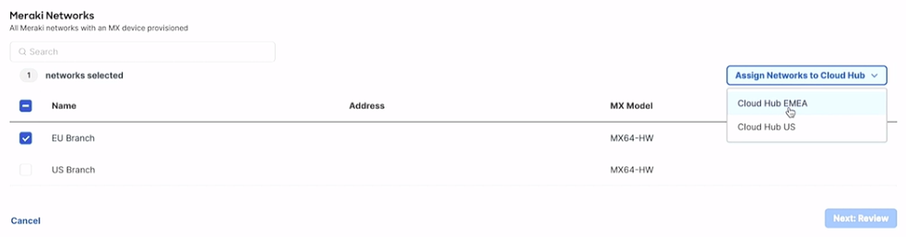 Meraki Networks
All Meraki networks with an MX device provisioned
Search
1 networks selected
Assign Networks to Cloud Hub
Cloud Hub EMEA
Cloud Hub US
Name Address MX Model
EU Branch MX64-HW
US Branch MX64-HW
Cancel Next: Review